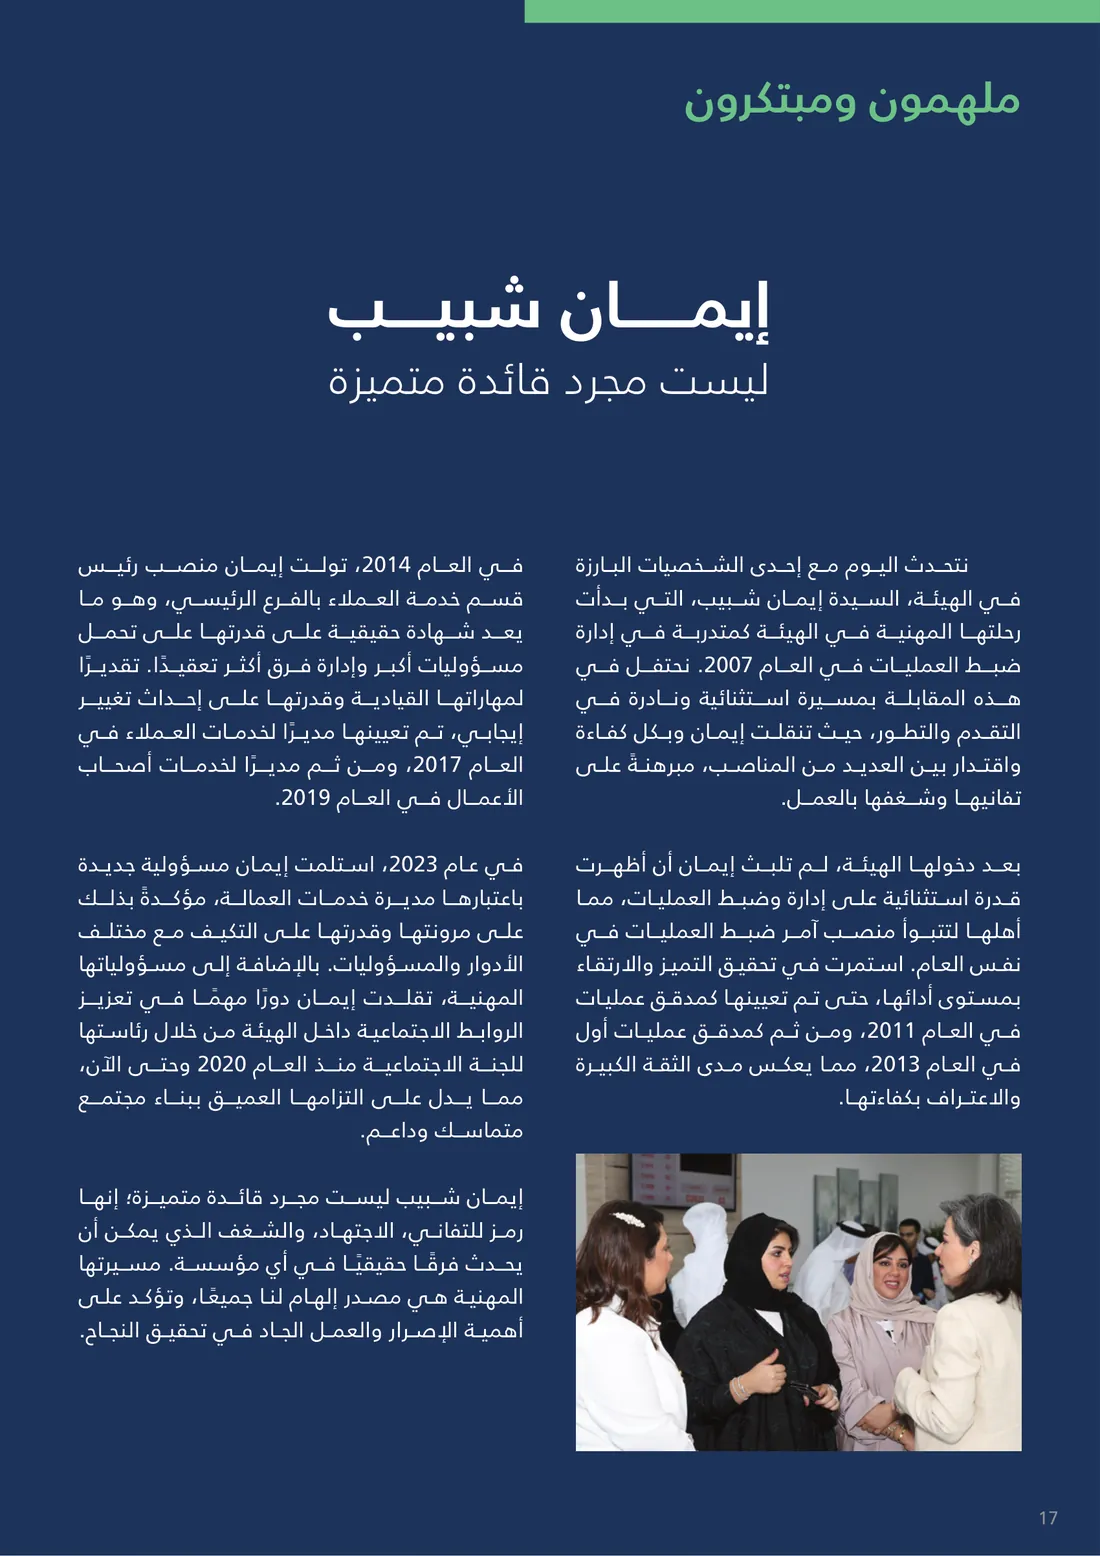 ملهمون ومبتكرون
إيمان شبيب
ليست مجرد قائدة متميزة
نتحدث اليوم مع إحدى الشخصيات البارزة
في الهيئة، السيدة إيمان شبيب، التي بدأت
رحلتها المهنية في الهيئة كمتدربة في إدارة
ضبط العمليات في العام 2007. نحتفل في
هذه المقابلة بمسيرة استثنائية ونادرة في
التقدم والتطور، حيث تنقلت إيمان وبكل كفاءة
واقتدار بين العديد من المناصب، مبرهنةً على
تفانيها وشغفها بالعمل.
بعد دخولها الهيئة، لم تلبث إيمان أن أظهرت
قدرة استثنائية على إدارة وضبط العمليات، مما
أهلها لتتبوأ منصب آمر ضبط العمليات في
نفس العام. استمرت في تحقيق التميز والارتقاء
بمستوى أدائها، حتى تم تعيينها كمدقق عمليات
في العام 2011، ومن ثم كمدقق عمليات أول
في العام 2013، مما يعكس مدى الثقة الكبيرة
والاعتراف بكفاءتها.
في العام 2014، تولت إيمان منصب رئيس
قسم خدمة العملاء بالفرع الرئيسي، وهو ما
يعد شهادة حقيقية على قدرتها على تحمل
مسؤوليات أكبر وإدارة فرق أكثر تعقيدًا. تقديرًا
لمهاراتها القيادية وقدرتها على إحداث تغيير
إيجابي، تم تعيينها مديرًا لخدمات العملاء في
العام 2017، ومن ثم مديرًا لخدمات أصحاب
الأعمال في العام 2019.
في عام 2023، استلمت إيمان مسؤولية جديدة
باعتبارها مديرة خدمات العمالة، مؤكدةً بذلك
على مرونتها وقدرتها على التكيف مع مختلف
الأدوار والمسؤوليات. بالإضافة إلى مسؤولياتها
المهنية، تقلدت إيمان دورًا مهمًا في تعزيز
الروابط الاجتماعية داخل الهيئة من خلال رئاستها
للجنة الاجتماعية منذ العام 2020 وحتى الآن،
مما يدل على التزامها العميق ببناء مجتمع
متماسك وداعم.
إيمان شبيب ليست مجرد قائدة متميزة؛ إنها
رمز للتفاني، الاجتهاد، والشغف الذي يمكن أن
يحدث فرقًا حقيقيًا في أي مؤسسة. مسيرتها
المهنية هي مصدر إلهام لنا جميعًا، وتؤكد على
أهمية الإصرار والعمل الجاد في تحقيق النجاح.
17